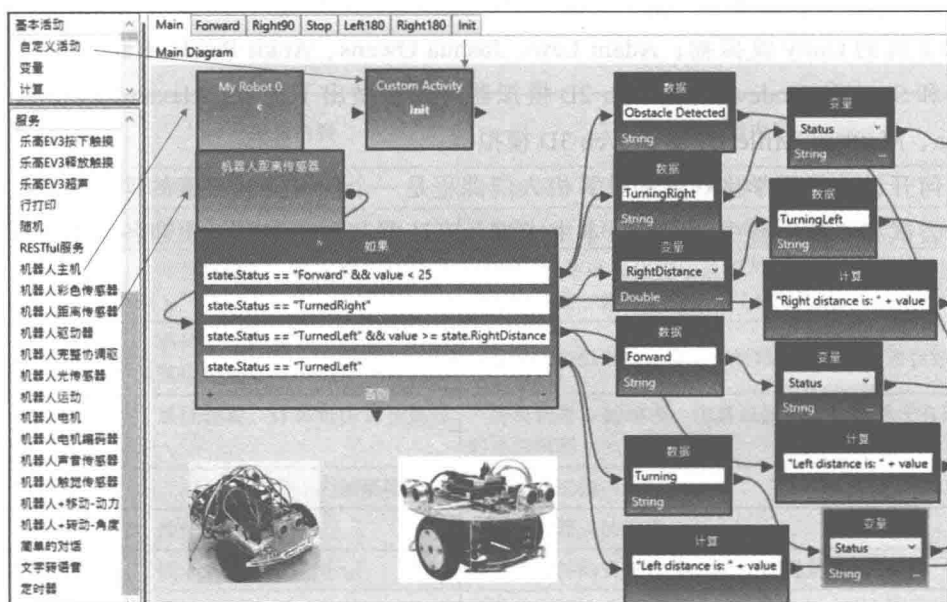 基本活动
自定义活动
变量
计算
服务
乐高EV3按下触摸
乐高EV3释放触摸
乐高EV3超声
行打印
随机
RESTful服务
机器人主机
机器人彩色传感器
机器人距离传感器
机器人驱动器
机器人完整协调驱
机器人光传感器
机器人运动
机器人电机
机器人电机编码器
机器人声音传感器
机器人触觉传感器
机器人+移动-动力
机器人+转动-角度
简单的对话
文字转语音
定时器
Main Forward Right90 Stop Left180 Right180 Init
Main Diagram
My Robot 0
Custom Activity
Init
机器人距离传感器
如果
state.Status == "Forward" && value < 25
state.Status == "TurnedRight"
state.Status == "TurnedLeft" && value >= state.RightDistance
state.Status == "TurnedLeft"
+ 否则 -
数据
Obstacle Detected
String
数据
TurningRight
String
变量
RightDistance
Double ...
数据
Forward
String
数据
Turning
String
计算
"Left distance is: " + value
变量
Status
String ...
数据
TurningLeft
String
计算
"Right distance is: " + value
变量
Status
String ...
计算
"Left distance is: " + value
变量
Status
String ...